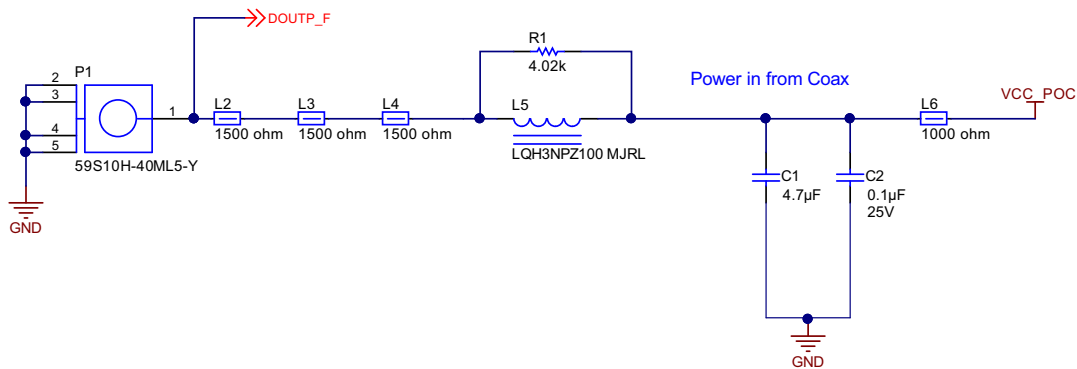 DOUTP_F
R1
4.02k
Power in from Coax
VCC_POC
P1
2
3
4
5
1
59S10H-40ML5-Y
L2
1500 ohm
L3
1500 ohm
L4
1500 ohm
L5
LQH3NPZ100 MJRL
L6
1000 ohm
C1
4.7µF
C2
0.1µF
25V
GND
GND